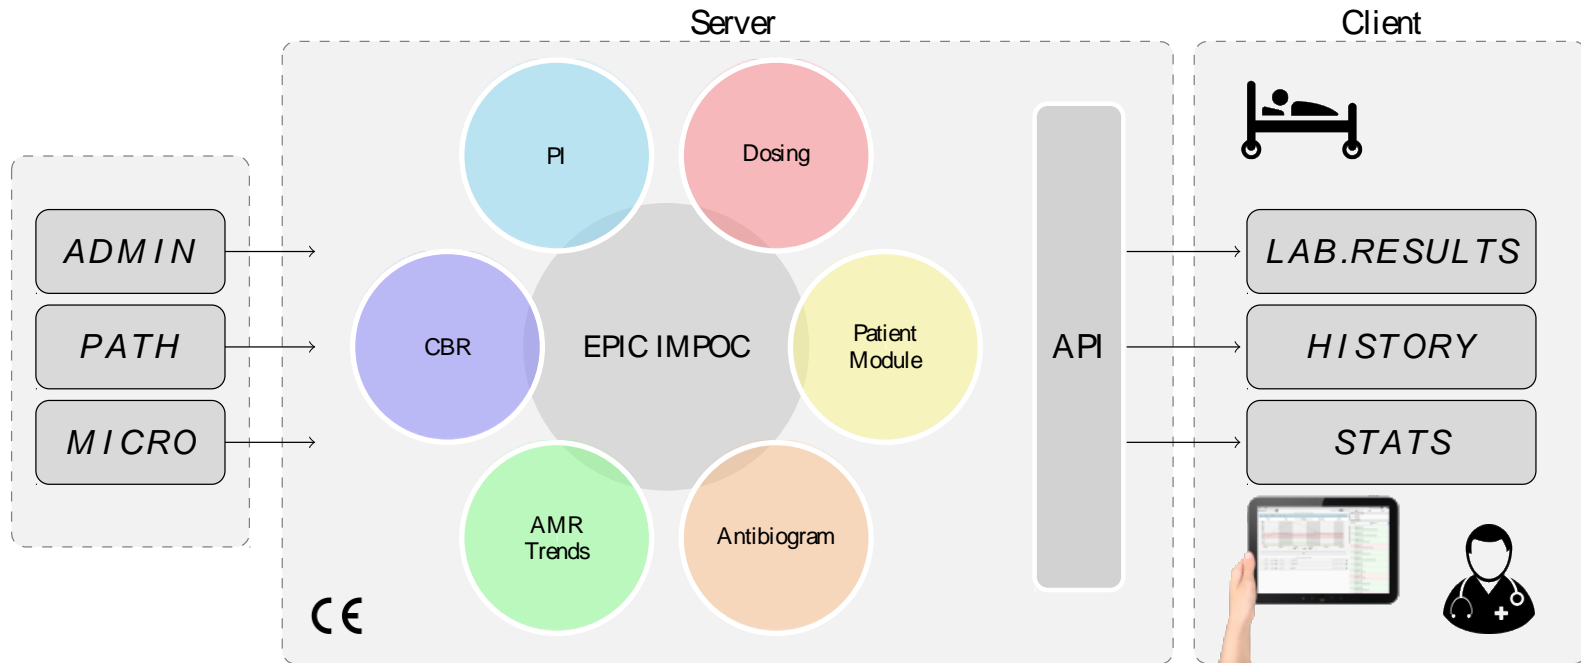 Server
Client
PI
Dosing
ADMIN
PATH
MICRO
CBR
EPIC IMPOC
Patient
Module
AMR
Trends
Antibiogram
API
LAB.RESULTS
HISTORY
STATS
CE